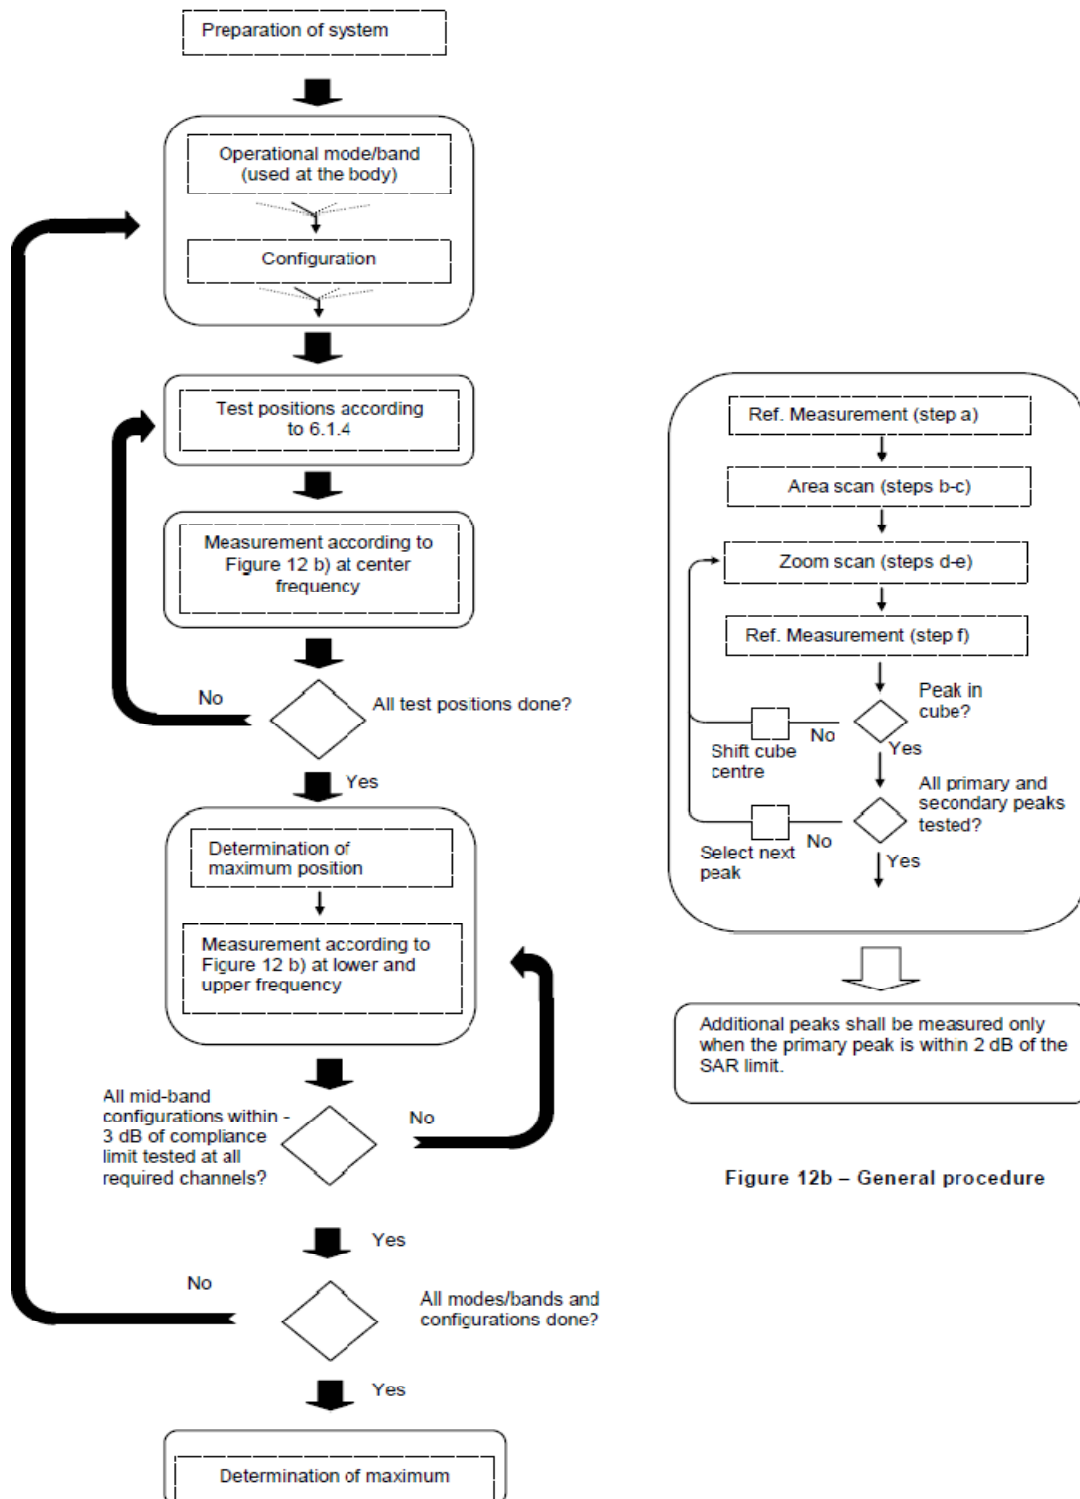 Preparation of system
Operational mode/band
(used at the body)
Configuration
Test positions according
to 6.1.4
Measurement according to
Figure 12 b) at center
frequency
No
All test positions done?
Yes
Determination of
maximum position
Measurement according to
Figure 12 b) at lower and
upper frequency
All mid-band
configurations within -
3 dB of compliance
limit tested at all
required channels?
No
Yes
No
All modes/bands and
configurations done?
Yes
Determination of maximum
Ref. Measurement (step a)
Area scan (steps b-c)
Zoom scan (steps d-e)
Ref. Measurement (step f)
Peak in
cube?
No
Shift cube
centre
Yes
All primary and
secondary peaks
tested?
No
Select next
peak
Yes
Additional peaks shall be measured only
when the primary peak is within 2 dB of the
SAR limit.
Figure 12b – General procedure